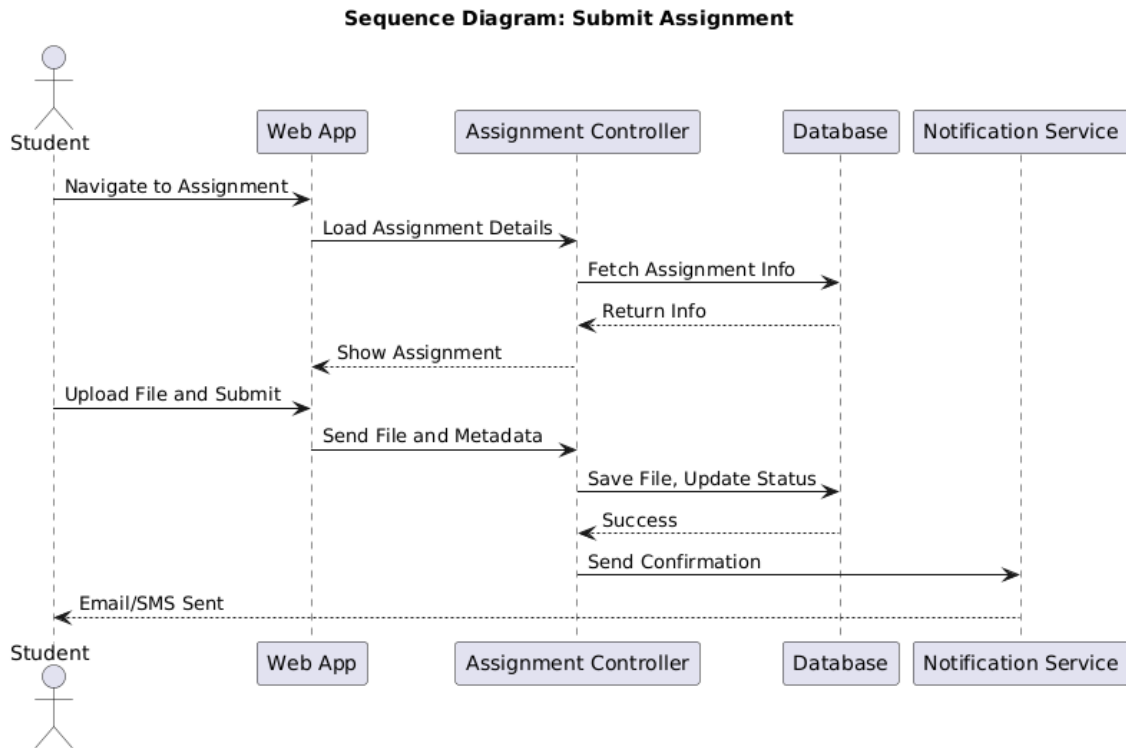 Sequence Diagram: Submit Assignment
Student
Web App
Assignment Controller
Database
Notification Service
Navigate to Assignment
Load Assignment Details
Fetch Assignment Info
Return Info
Show Assignment
Upload File and Submit
Send File and Metadata
Save File, Update Status
Success
Send Confirmation
Email/SMS Sent
Student
Web App
Assignment Controller
Database
Notification Service